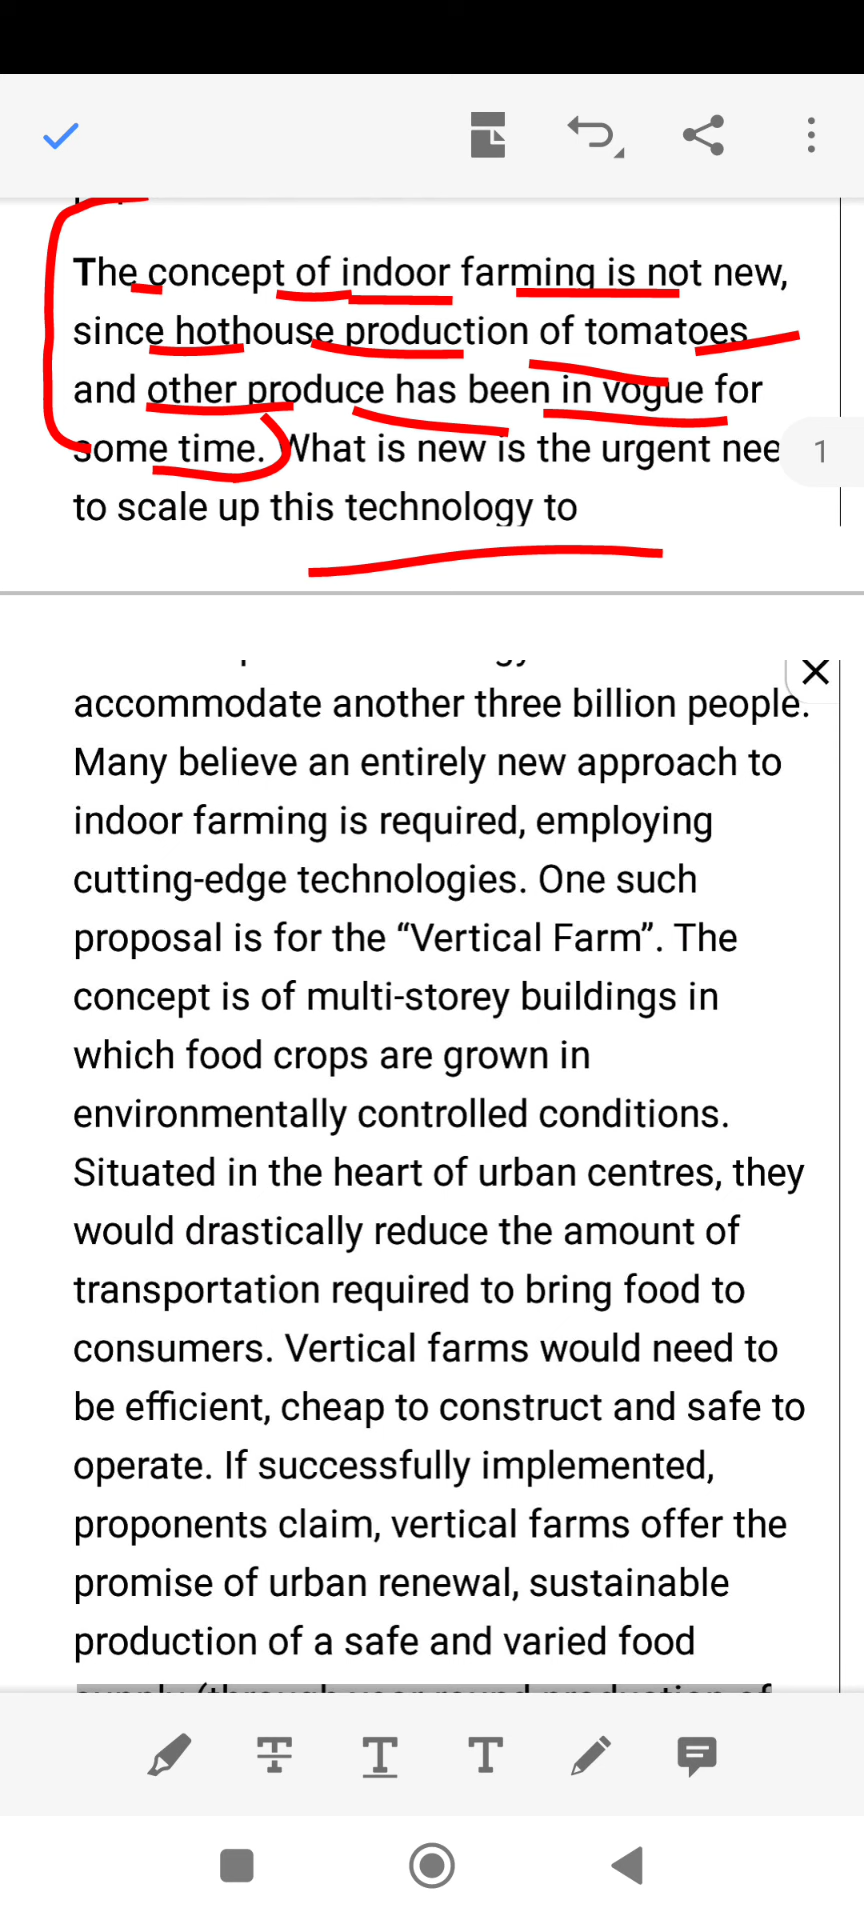 The concept of indoor farming is not new,
since hothouse production of tomatoes
and other produce has been in vogue for
some time. What is new is the urgent nee
1
to scale up this technology to
accommodate another three billion people.
Many believe an entirely new approach to
indoor farming is required, employing
cutting-edge technologies. One such
proposal is for the “Vertical Farm”. The
concept is of multi-storey buildings in
which food crops are grown in
environmentally controlled conditions.
Situated in the heart of urban centres, they
would drastically reduce the amount of
transportation required to bring food to
consumers. Vertical farms would need to
be efficient, cheap to construct and safe to
operate. If successfully implemented,
proponents claim, vertical farms offer the
promise of urban renewal, sustainable
production of a safe and varied food
supply (through year-round production of